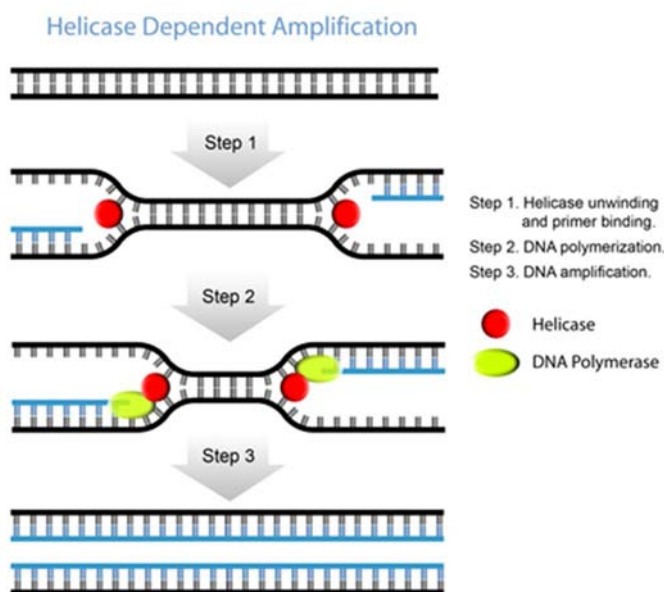 Helicase Dependent Amplification
Step 1
Step 1. Helicase unwinding
and primer binding.
Step 2. DNA polymerization.
Step 3. DNA amplification.
Step 2
Helicase
DNA Polymerase
Step 3